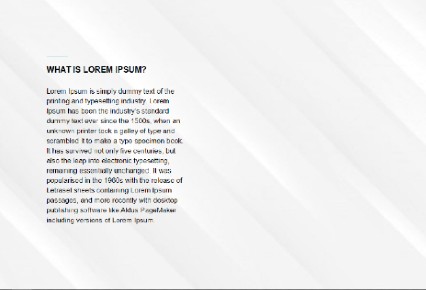 WHAT IS LOREM IPSUM?
Lorem Ipsum is simply dummy text of the
printing and typesetting industry. Lorem
Ipsum has been the industry's standard
dummy text ever since the 1500s, when an
unknown printer took a galley of type and
scrambled it to make a type specimen book.
It has survived not only five centuries, but
also the leap into electronic typesetting,
remaining essentially unchanged. It was
popularised in the 1960s with the release of
Letraset sheets containing Lorem Ipsum
passages, and more recently with desktop
publishing software like Aldus PageMaker
including versions of Lorem Ipsum.